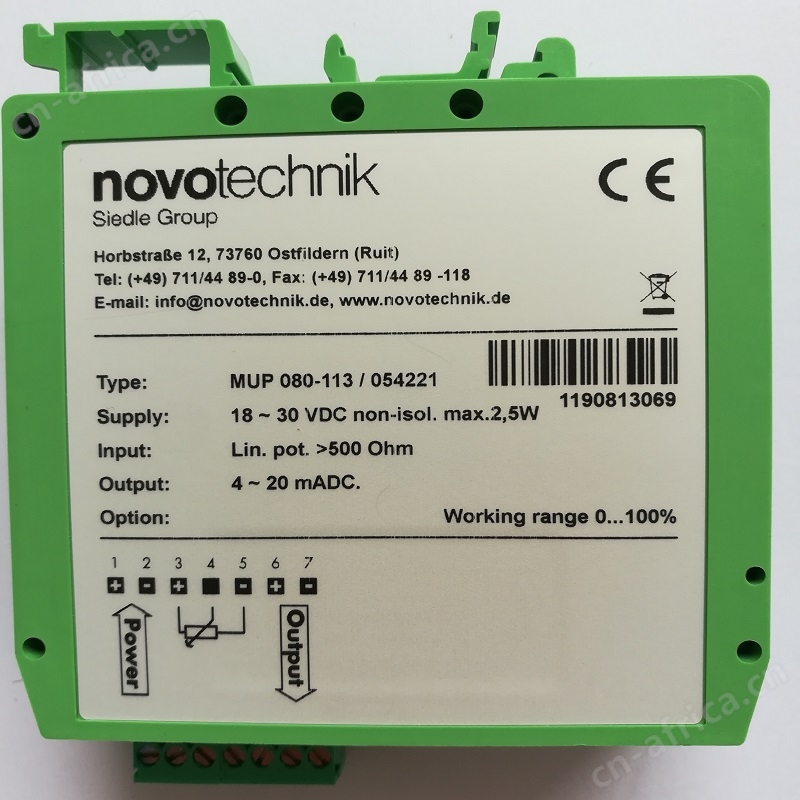 cn-africa.cn
novotechnik
Siedle Group
CE
Horbstraße 12, 73760 Ostfildern (Ruit)
Tel: (+49) 711/44 89-0, Fax: (+49) 711/44 89 -118
E-mail: info@novotechnik.de, www.novotechnik.de
Type: MUP 080-113 / 054221
1190813069
Supply: 18 ~ 30 VDC non-isol. max.2,5W
Input: Lin. pot. >500 Ohm
Output: 4 ~ 20 mADC.
Option: Working range 0...100%
1 2 3 4 5 6 7
+ - + - + -
Power
Output
cn-africa.cn